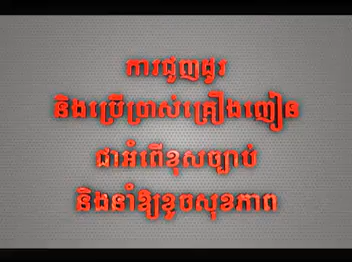 ការជួញដូរ
និងប្រើប្រាស់គ្រឿងញៀន
ជាអំពើខុសច្បាប់
និងនាំឱ្យខូចសុខភាព